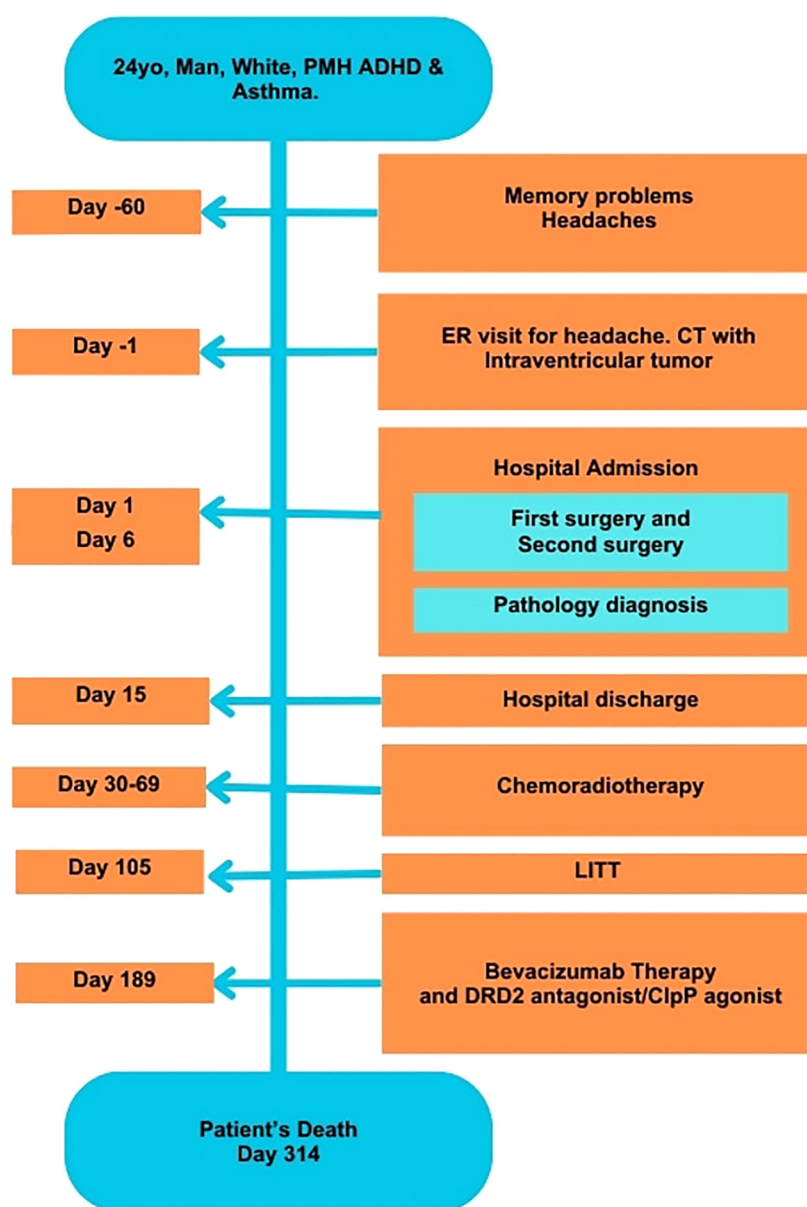 24yo, Man, White, PMH ADHD &
Asthma.
Day -60
Memory problems
Headaches
Day -1
ER visit for headache. CT with
Intraventricular tumor
Day 1
Day 6
Hospital Admission
First surgery and
Second surgery
Pathology diagnosis
Day 15
Hospital discharge
Day 30-69
Chemoradiotherapy
Day 105
LITT
Day 189
Bevacizumab Therapy
and DRD2 antagonist/ClpP agonist
Patient's Death
Day 314